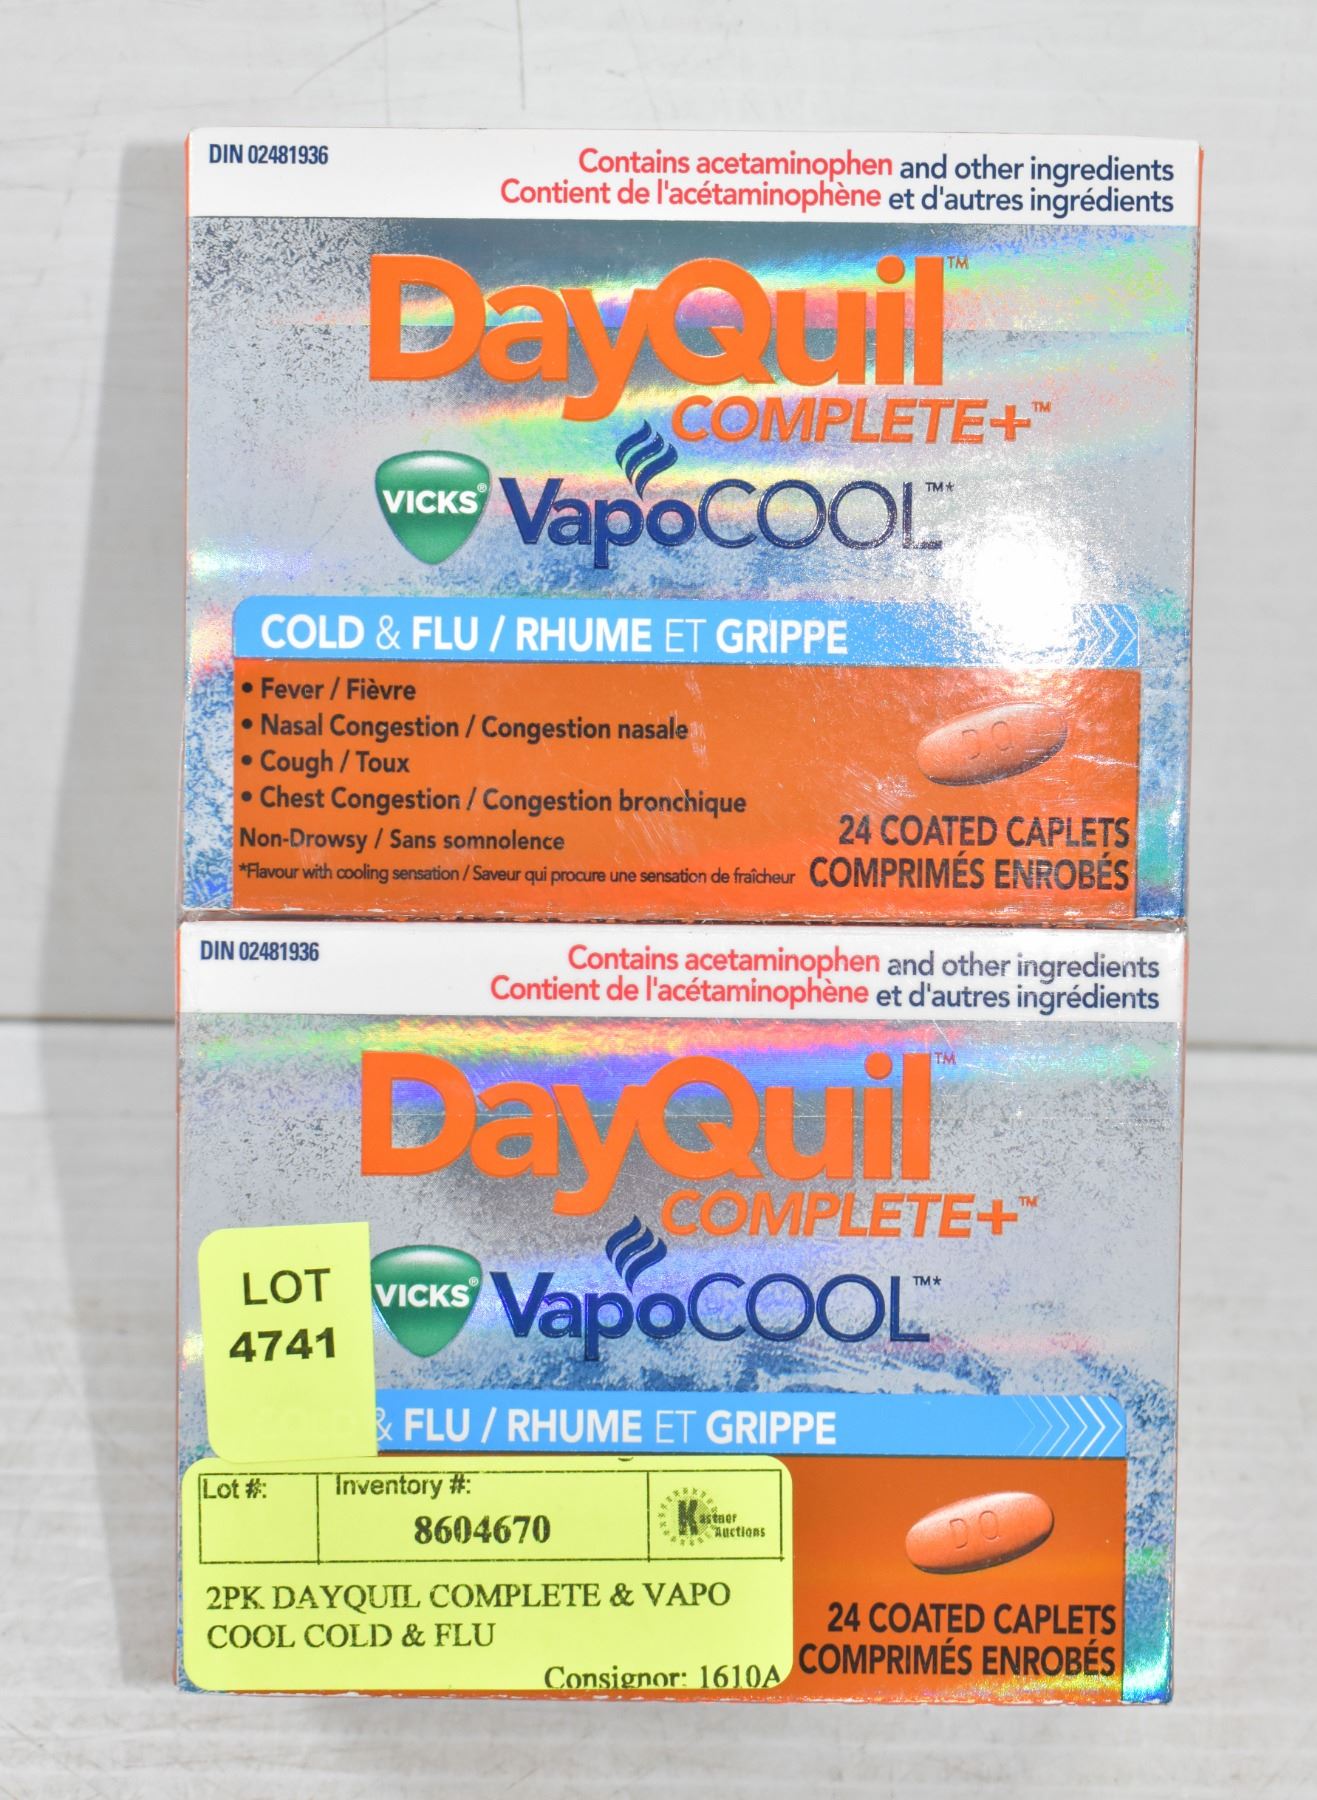 DIN 02481936
Contains acetaminophen and other ingredients
Contient de l'acétaminophène et d'autres ingrédients
DayQuil™
COMPLETE+™
VICKS® VapoCOOL™*
COLD & FLU / RHUME ET GRIPPE
• Fever / Fièvre
• Nasal Congestion / Congestion nasale
• Cough / Toux
• Chest Congestion / Congestion bronchique
Non-Drowsy / Sans somnolence
*Flavour with cooling sensation / Saveur qui procure une sensation de fraîcheur
DQ
24 COATED CAPLETS
COMPRIMÉS ENROBÉS
DIN 02481936
Contains acetaminophen and other ingredients
Contient de l'acétaminophène et d'autres ingrédients
DayQuil™
COMPLETE+™
VICKS® VapoCOOL™*
LOT
4741
COLD & FLU / RHUME ET GRIPPE
Lot #:
Inventory #:
8604670
Kastner
Auctions
2PK DAYQUIL COMPLETE & VAPO
COOL COLD & FLU
Consignor: 1610A
DQ
24 COATED CAPLETS
COMPRIMÉS ENROBÉS